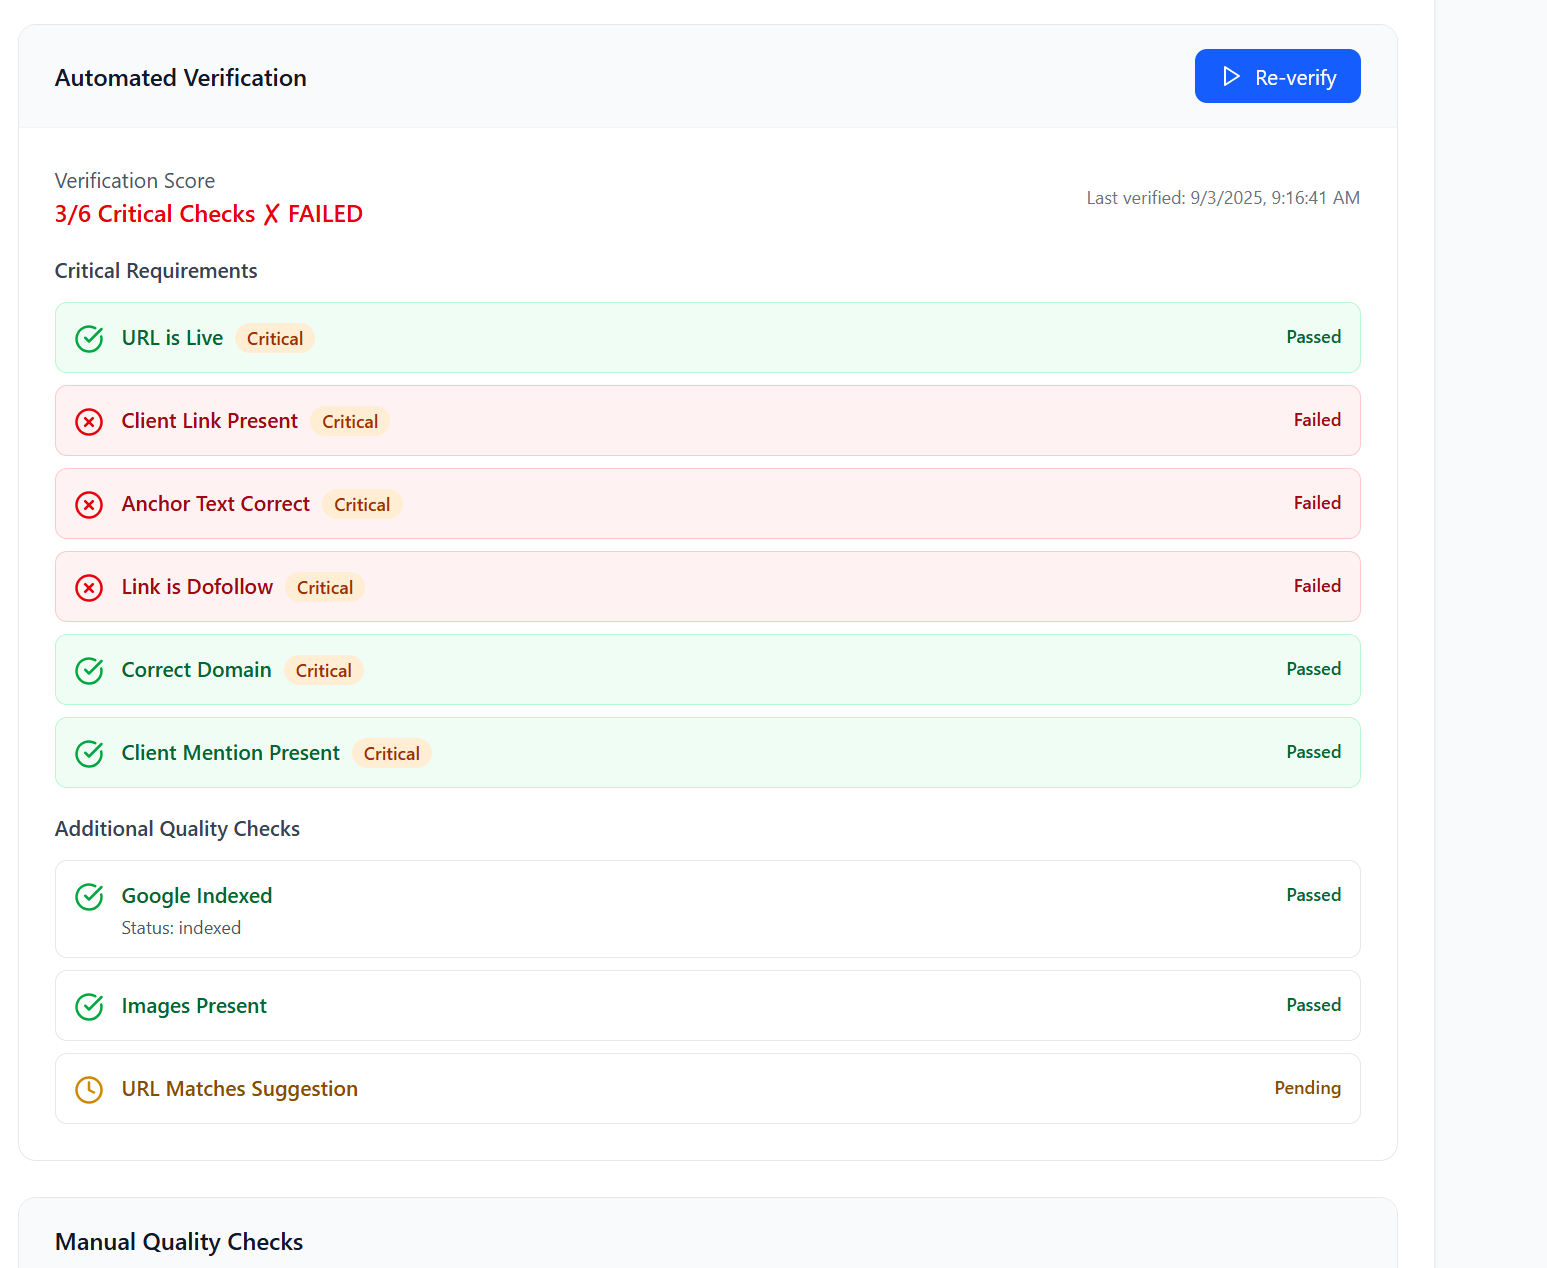 Automated Verification
Re-verify
Verification Score
3/6 Critical Checks ✗ FAILED
Last verified: 9/3/2025, 9:16:41 AM
Critical Requirements
URL is Live Critical Passed
Client Link Present Critical Failed
Anchor Text Correct Critical Failed
Link is Dofollow Critical Failed
Correct Domain Critical Passed
Client Mention Present Critical Passed
Additional Quality Checks
Google Indexed Passed
Status: indexed
Images Present Passed
URL Matches Suggestion Pending
Manual Quality Checks